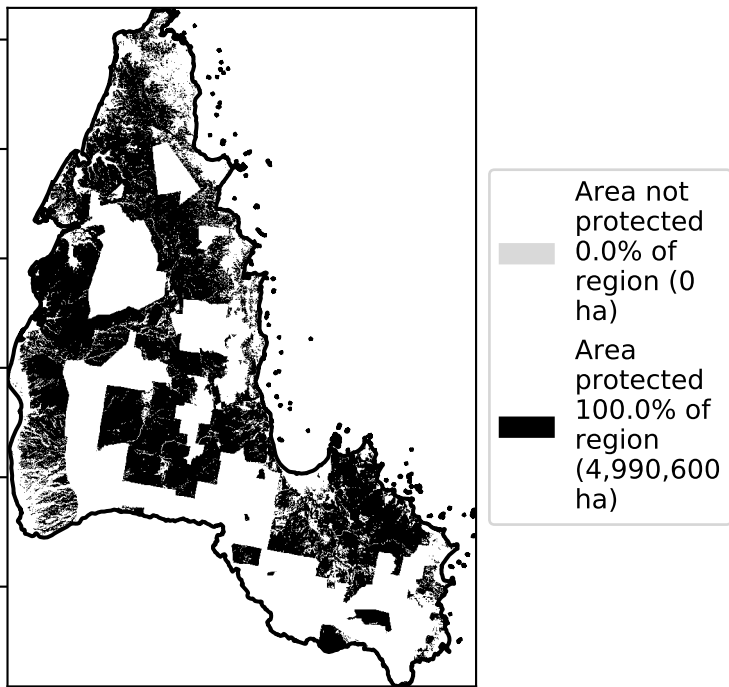 Area not
protected
0.0% of
region (0
ha)
Area
protected
100.0% of
region
(4,990,600
ha)